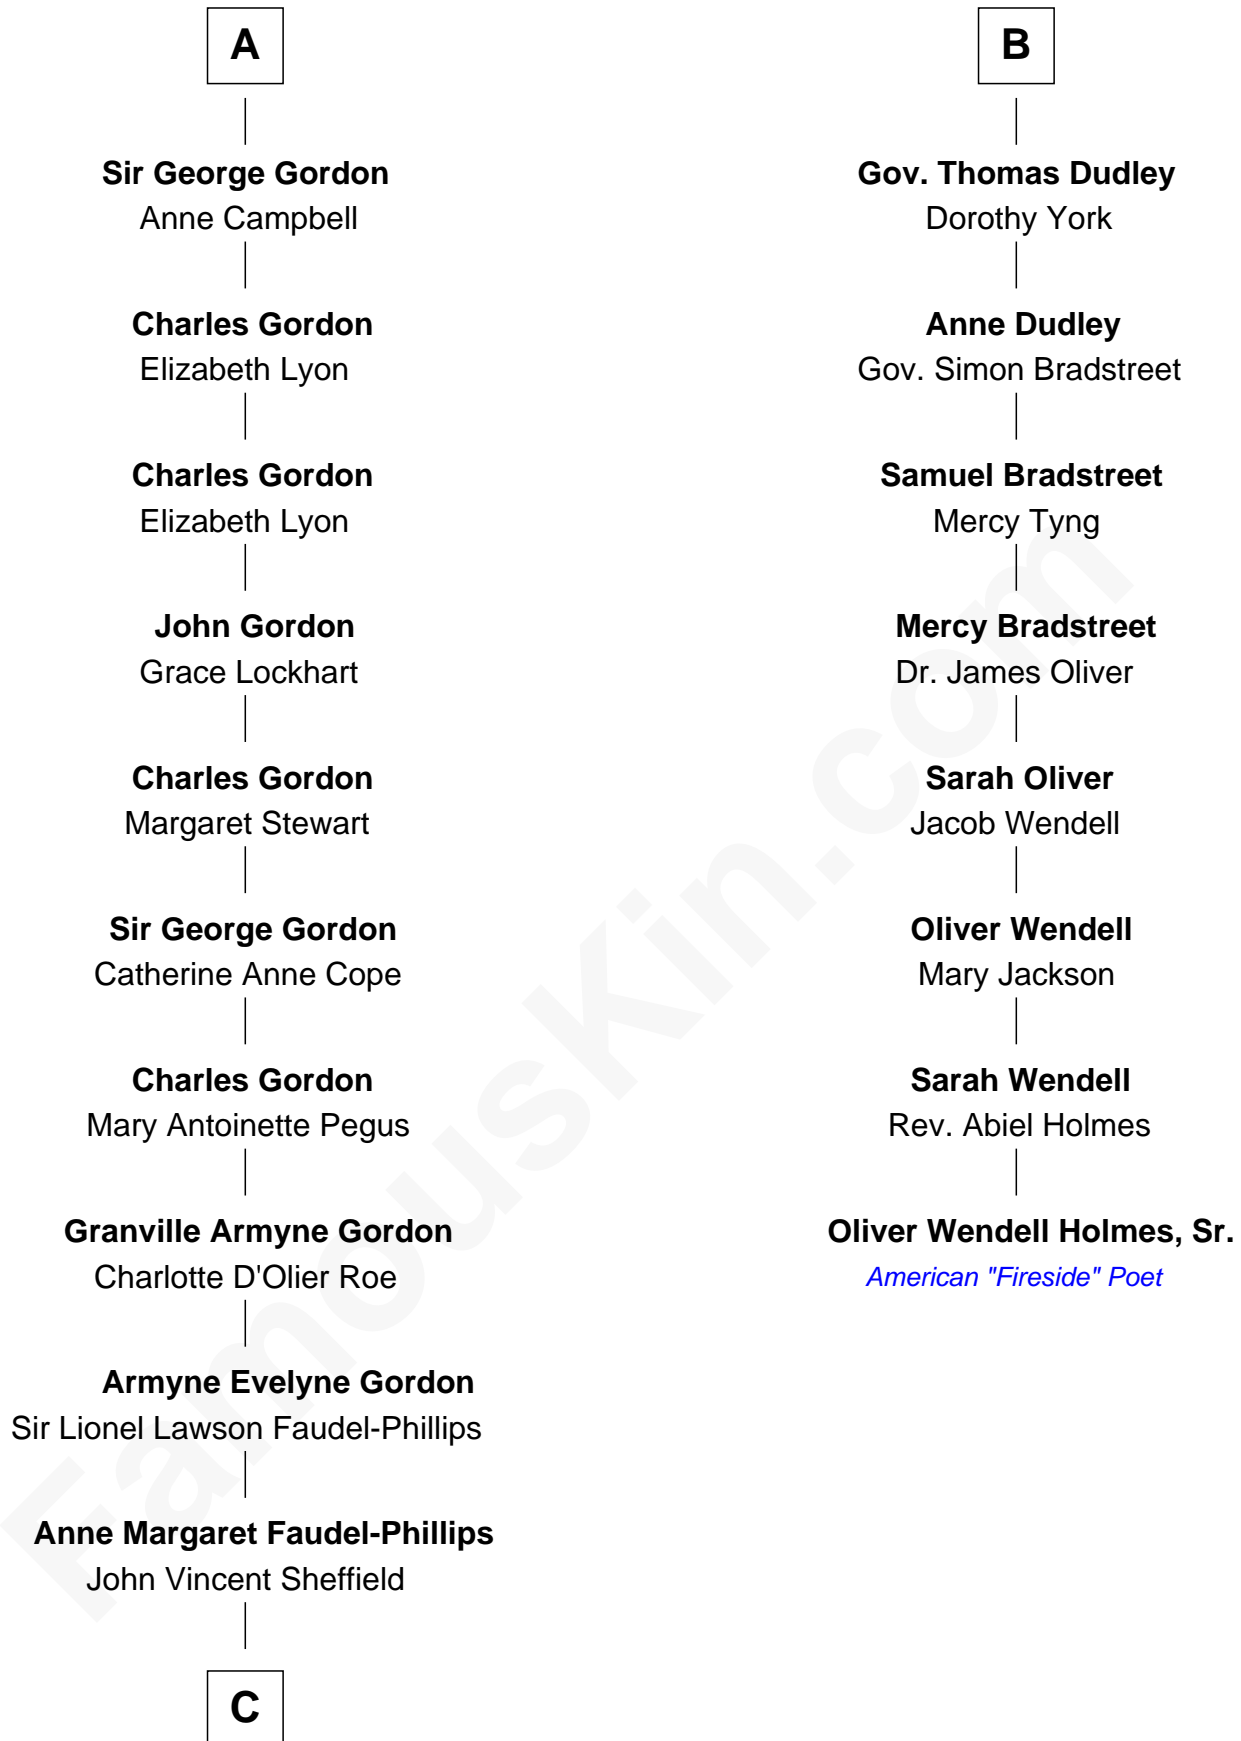 A
Sir George Gordon
Anne Campbell
Charles Gordon
Elizabeth Lyon
Charles Gordon
Elizabeth Lyon
John Gordon
Grace Lockhart
Charles Gordon
Margaret Stewart
Sir George Gordon
Catherine Anne Cope
Charles Gordon
Mary Antoinette Pegus
Granville Armyne Gordon
Charlotte D'Olier Roe
Armyne Evelyne Gordon
Sir Lionel Lawson Faudel-Phillips
Anne Margaret Faudel-Phillips
John Vincent Sheffield
C
B
Gov. Thomas Dudley
Dorothy York
Anne Dudley
Gov. Simon Bradstreet
Samuel Bradstreet
Mercy Tyng
Mercy Bradstreet
Dr. James Oliver
Sarah Oliver
Jacob Wendell
Oliver Wendell
Mary Jackson
Sarah Wendell
Rev. Abiel Holmes
Oliver Wendell Holmes, Sr.
American "Fireside" Poet
FamousKin.com